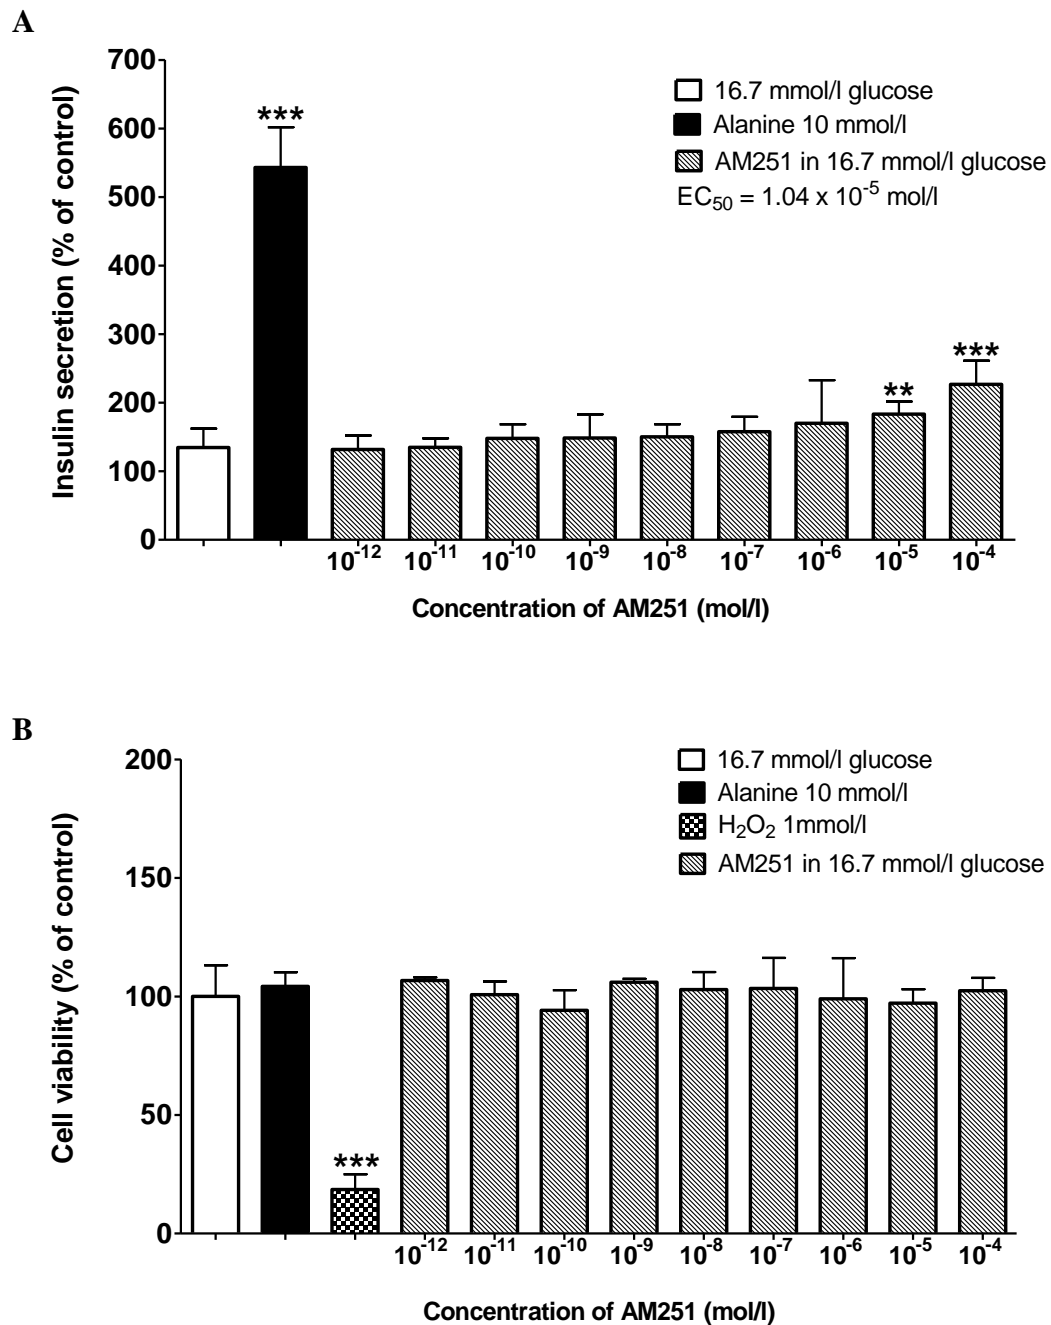 A
Insulin secretion (% of control)
700
600
500
400
300
200
100
0
***
**
***
16.7 mmol/l glucose
Alanine 10 mmol/l
AM251 in 16.7 mmol/l glucose
EC50 = 1.04 x 10-5 mol/l
10-12 10-11 10-10 10-9 10-8 10-7 10-6 10-5 10-4
Concentration of AM251 (mol/l)
B
Cell viability (% of control)
200
150
100
50
0
***
16.7 mmol/l glucose
Alanine 10 mmol/l
H2O2 1mmol/l
AM251 in 16.7 mmol/l glucose
10-12 10-11 10-10 10-9 10-8 10-7 10-6 10-5 10-4
Concentration of AM251 (mol/l)